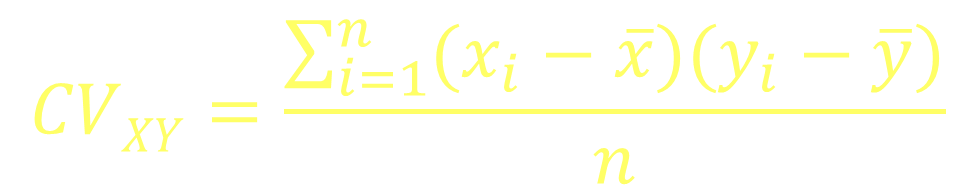 $CV_{XY} = \frac{\sum_{i=1}^{n}(x_i - \bar{x})(y_i - \bar{y})}{n}$